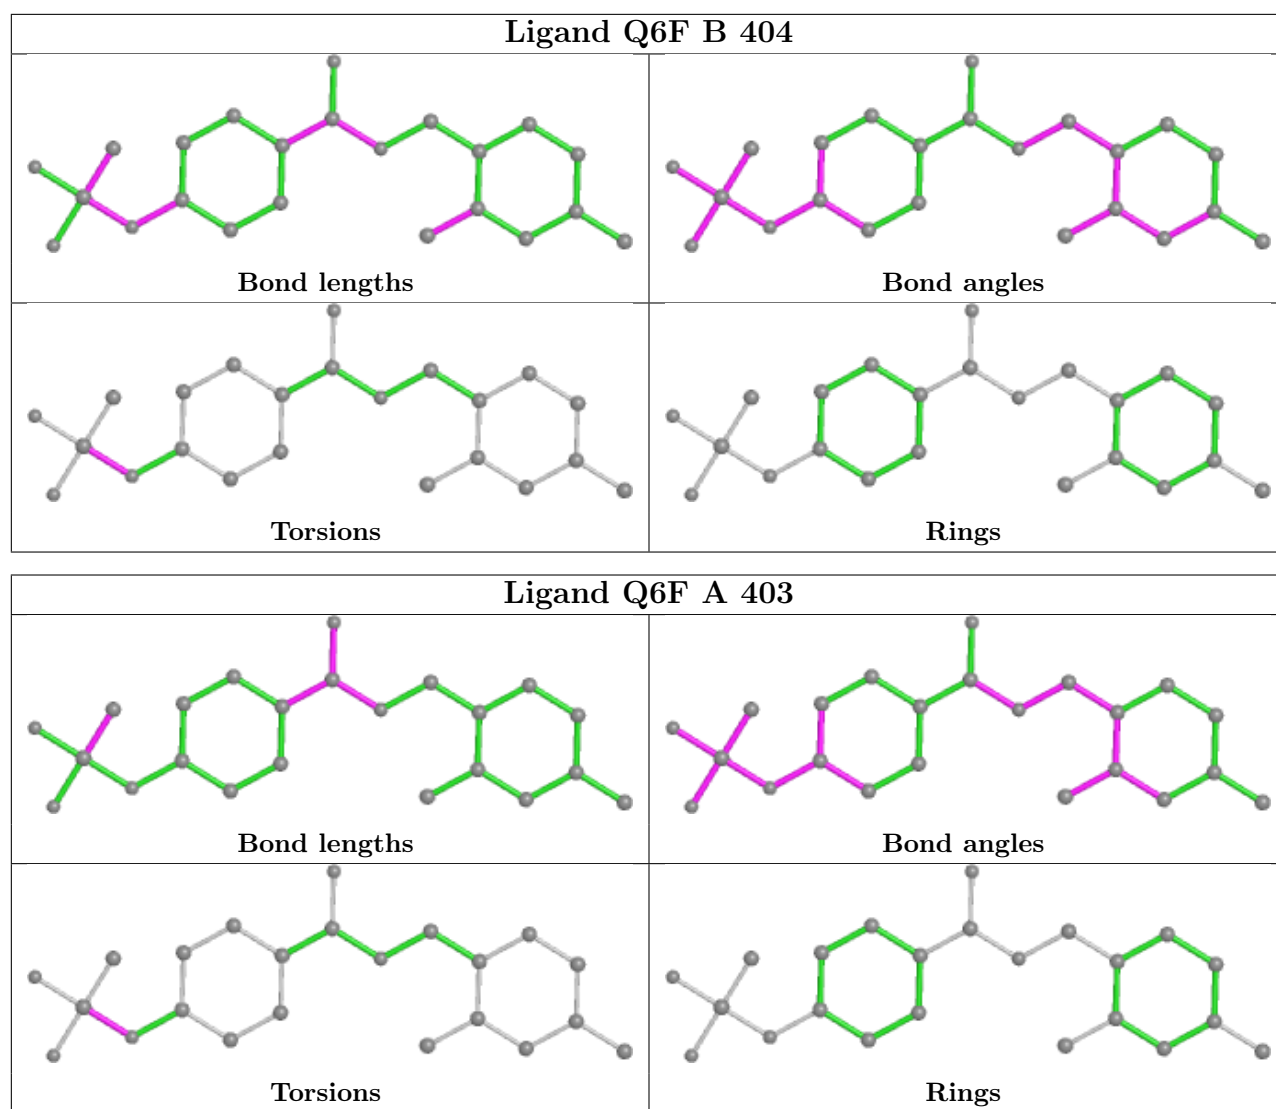 Ligand Q6F B 404
Bond lengths
Bond angles
Torsions
Rings
Ligand Q6F A 403
Bond lengths
Bond angles
Torsions
Rings